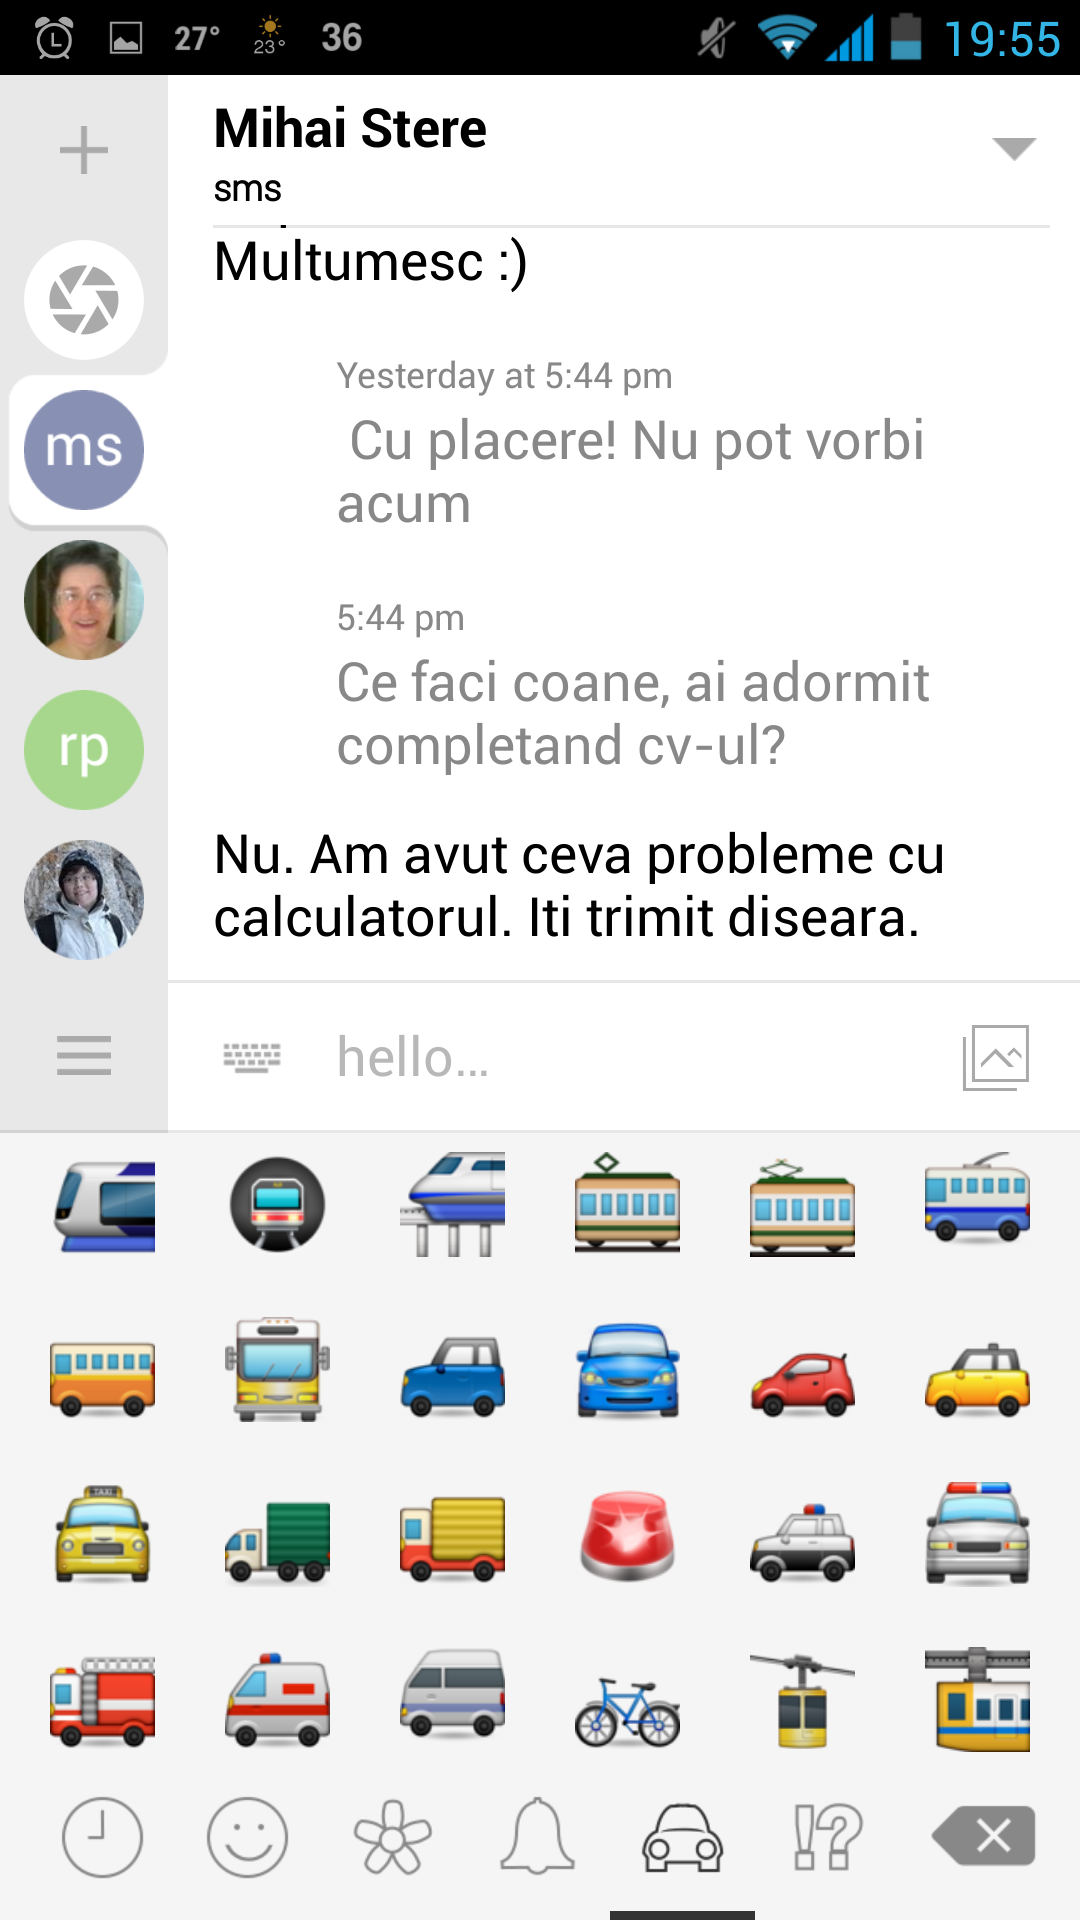 27° 23° 36 19:55
Mihai Stere
sms
Multumesc :)
Yesterday at 5:44 pm
Cu placere! Nu pot vorbi
acum
ms
5:44 pm
Ce faci coane, ai adormit
completand cv-ul?
rp
Nu. Am avut ceva probleme cu
calculatorul. Iti trimit diseara.
hello...
TAXI
!?